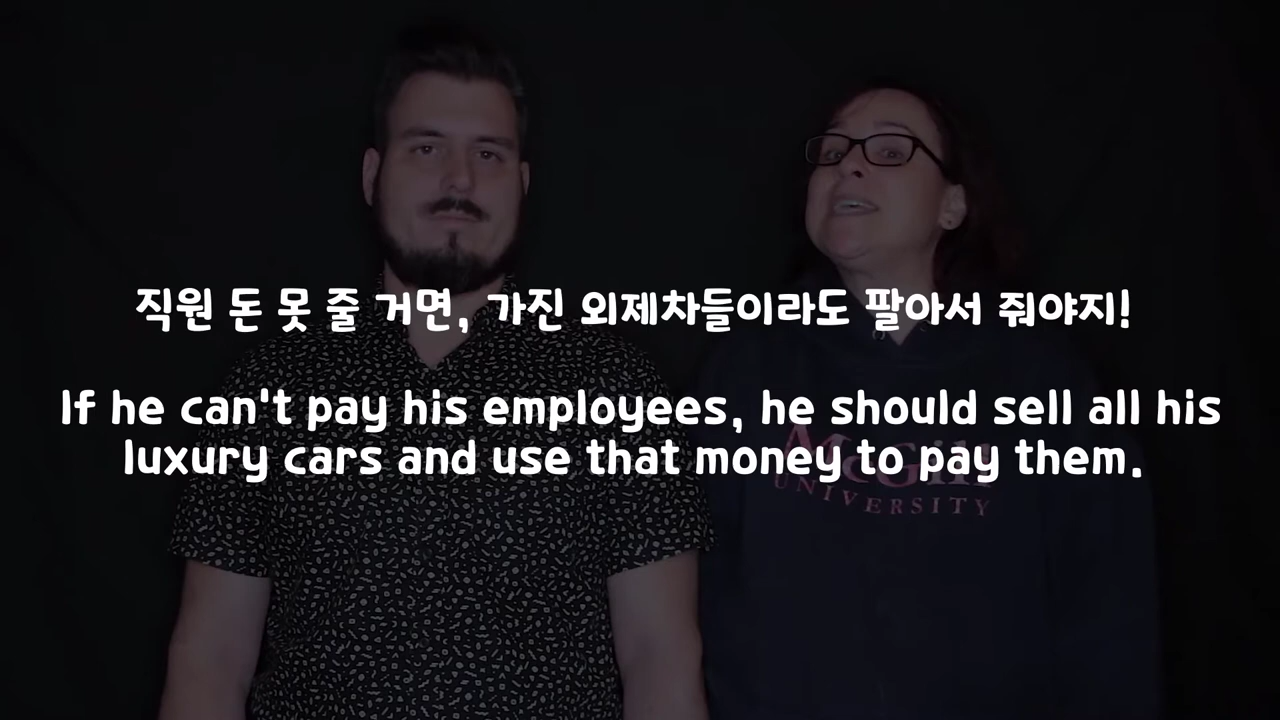 직원 돈 못 줄 거면, 가진 외제차들이라도 팔아서 줘야지!
If he can't pay his employees, he should sell all his
luxury cars and use that money to pay them.
McGill
UNIVERSITY